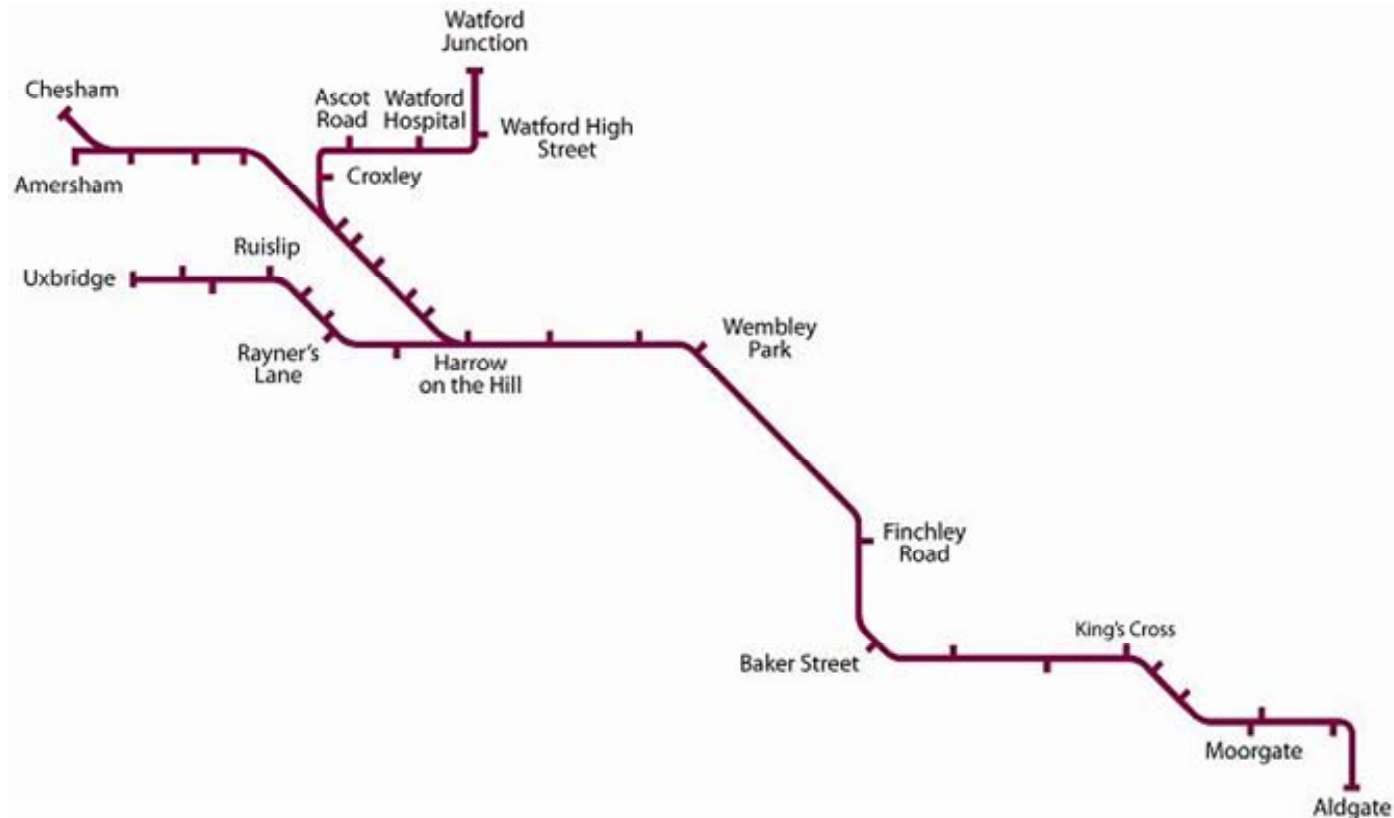 Watford
Junction
Chesham
Ascot
Road
Watford
Hospital
Watford High
Street
Croxley
Amersham
Ruislip
Uxbridge
Wembley
Park
Rayner's
Lane
Harrow
on the Hill
Finchley
Road
King's Cross
Baker Street
Moorgate
Aldgate